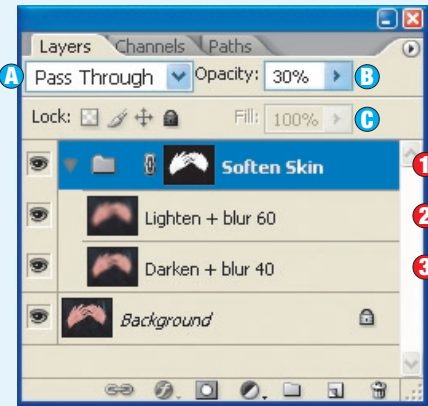 Layers Channels Paths
A Pass Through Opacity: 30% B
Lock: Fill: 100% C
Soften Skin 1
Lighten + blur 60 2
Darken + blur 40 3
Background